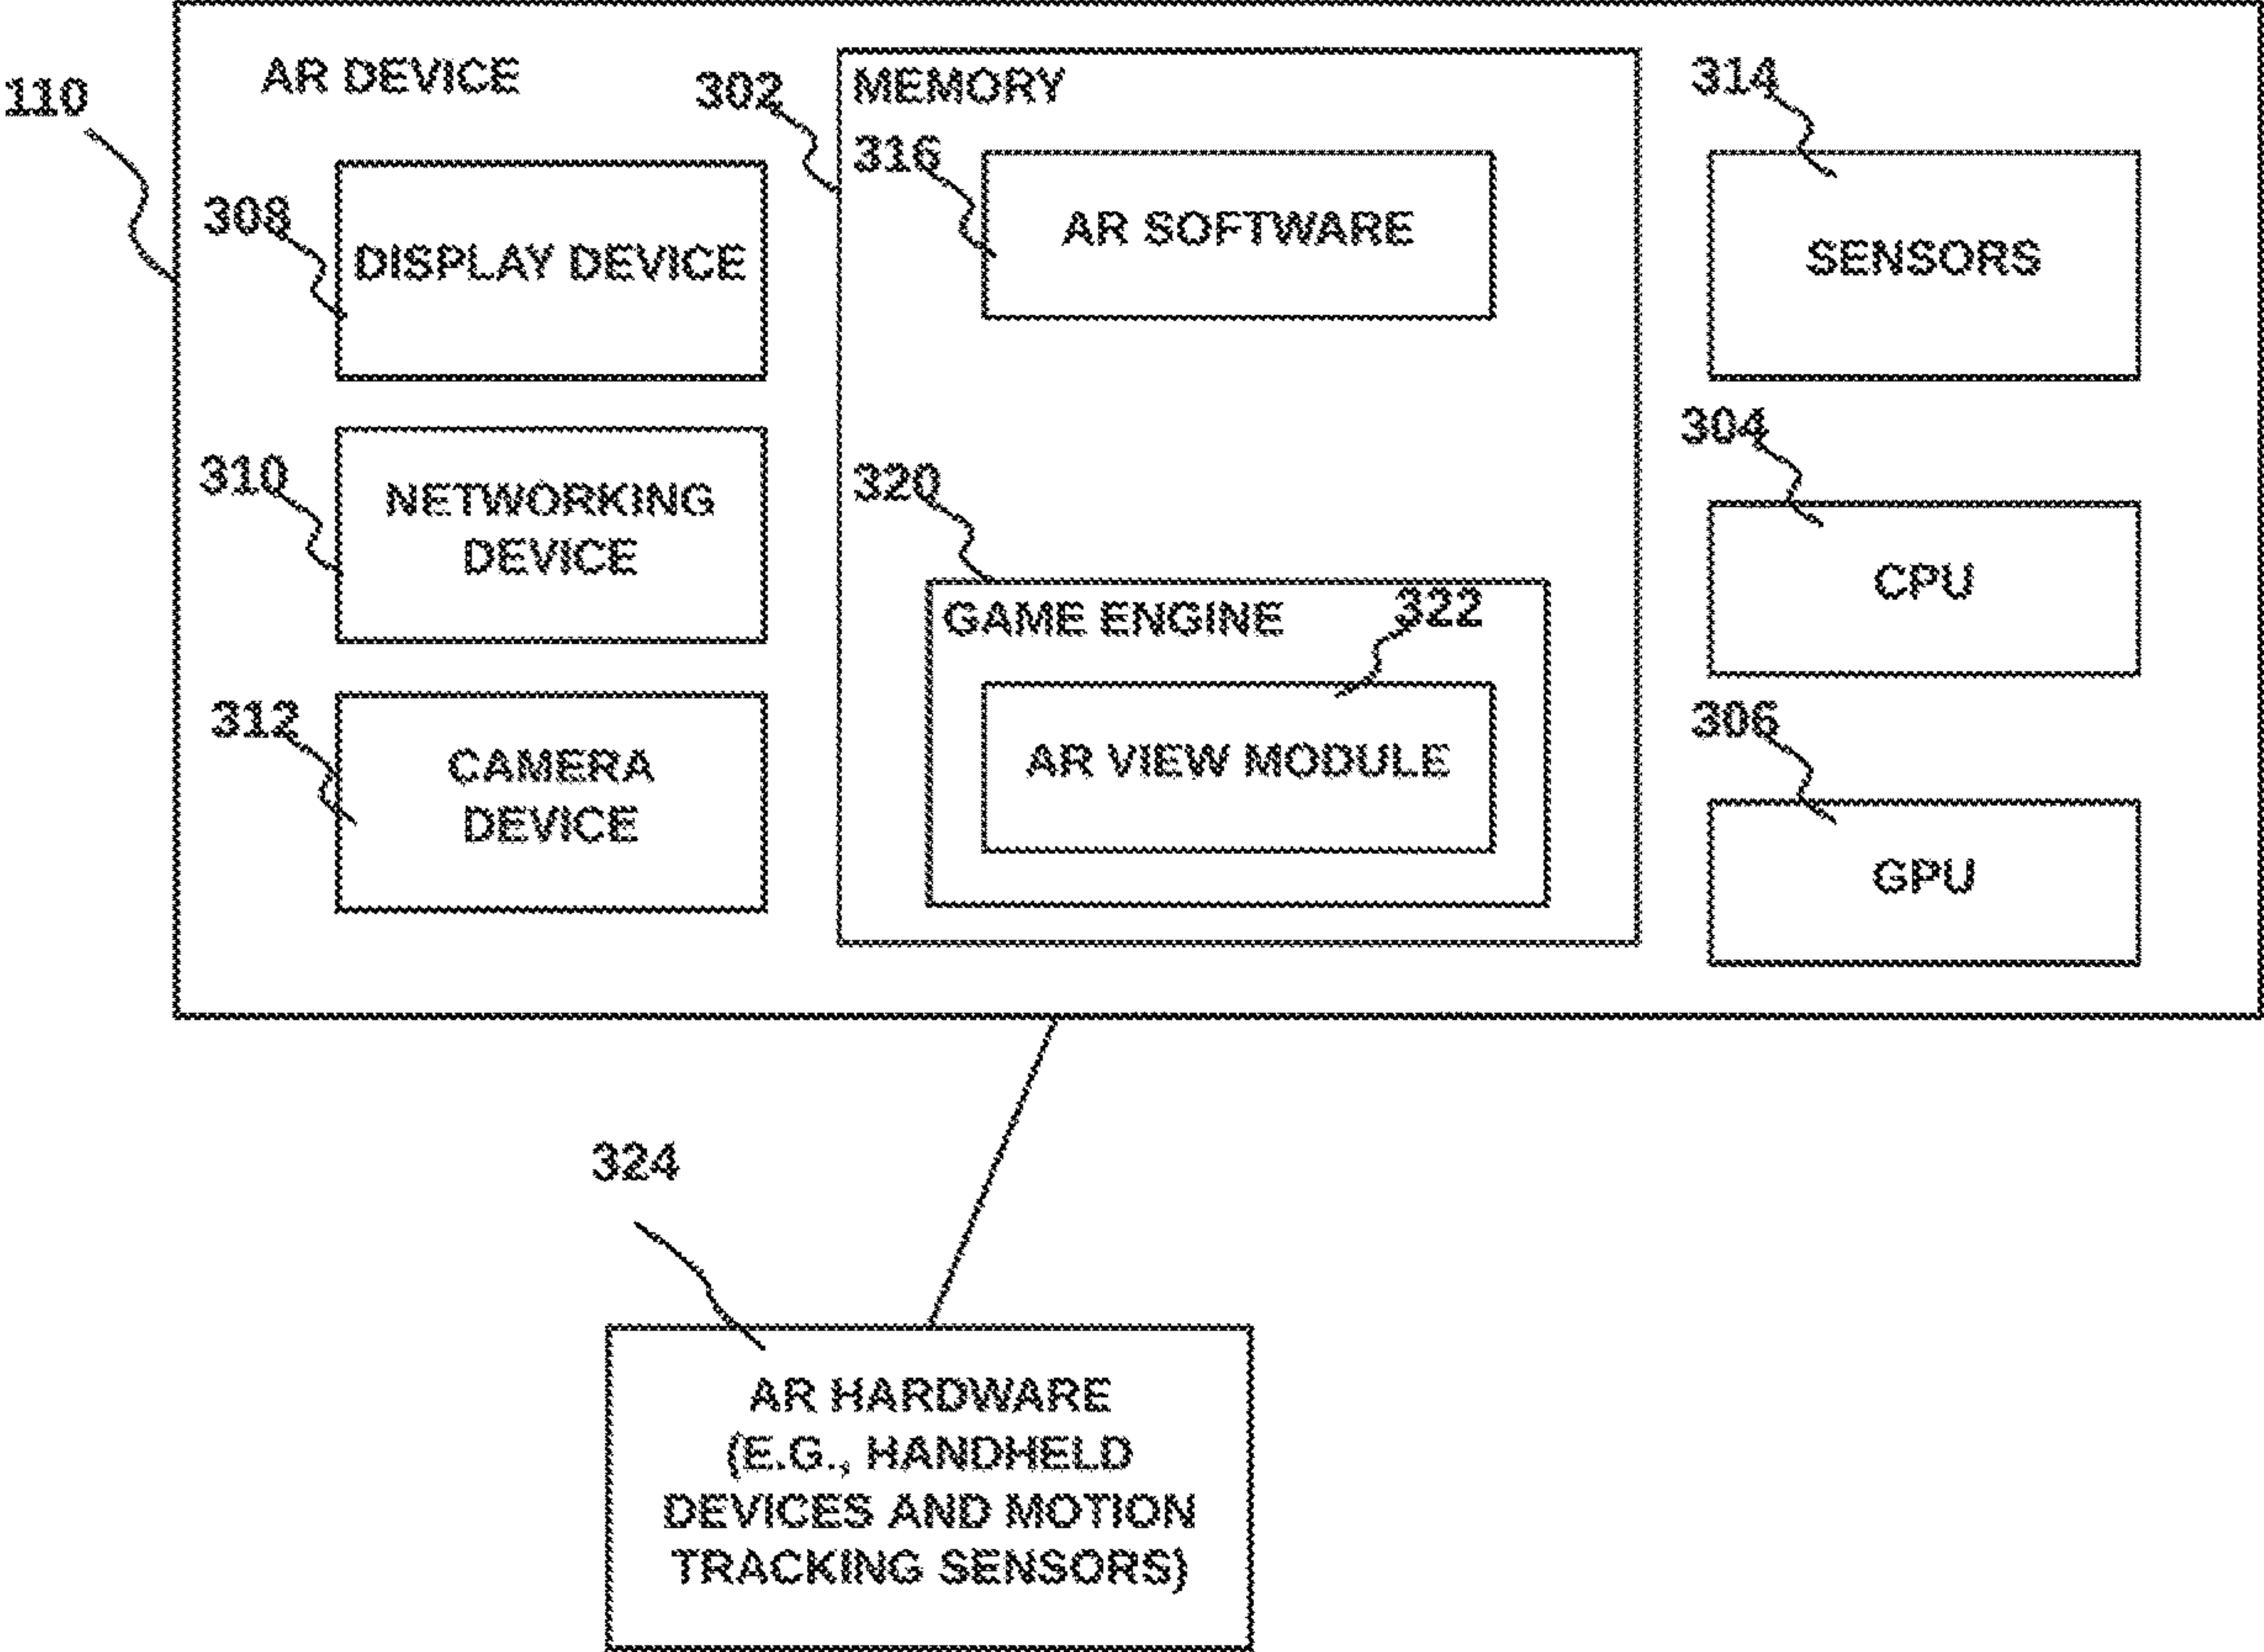 110
AR DEVICE
308
DISPLAY DEVICE
310
NETWORKING
DEVICE
312
CAMERA
DEVICE
302
MEMORY
316
AR SOFTWARE
320
GAME ENGINE
322
AR VIEW MODULE
314
SENSORS
304
CPU
306
GPU
324
AR HARDWARE
(E.G., HANDHELD
DEVICES AND MOTION
TRACKING SENSORS)